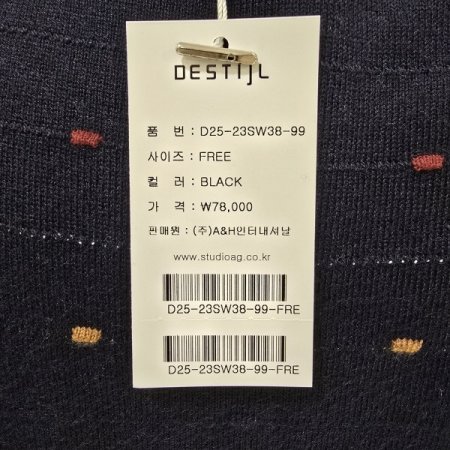 DESTIJL
품 번 : D25-23SW38-99
사이즈 : FREE
컬 러 : BLACK
가 격 : ₩78,000
판매원 : (주)A&H인터내셔날
www.studioag.co.kr
D25-23SW38-99-FRE
D25-23SW38-99-FRE